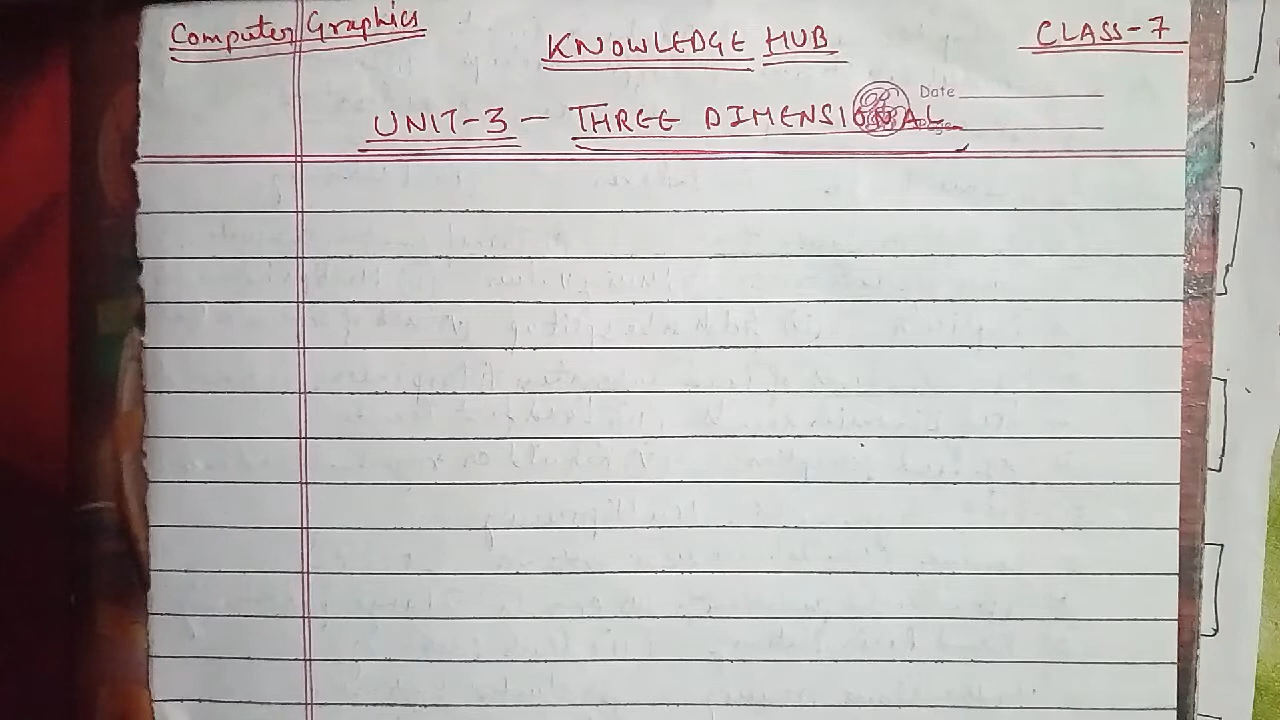 Computer Graphics
KNOWLEDGE HUB
CLASS-7
Date
UNIT-3 - THREE DIMENSIONAL